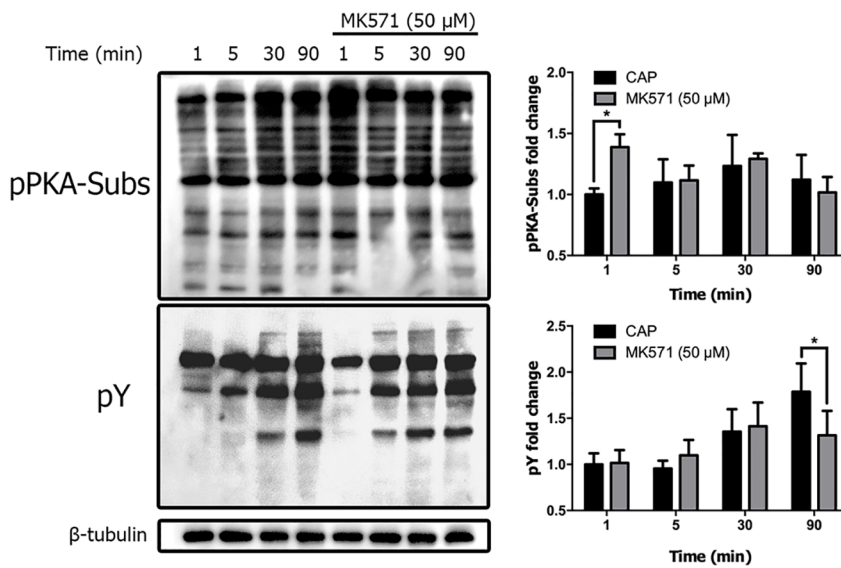 MK571 (50 µM)
Time (min) 1 5 30 90 1 5 30 90
pPKA-Subs
pY
β-tubulin
pPKA-Subs fold change
2.0
1.5
1.0
0.5
CAP
MK571 (50 µM)
*
1 5 30 90
Time (min)
pY fold change
2.5
2.0
1.5
1.0
0.5
CAP
MK571 (50 µM)
*
1 5 30 90
Time (min)